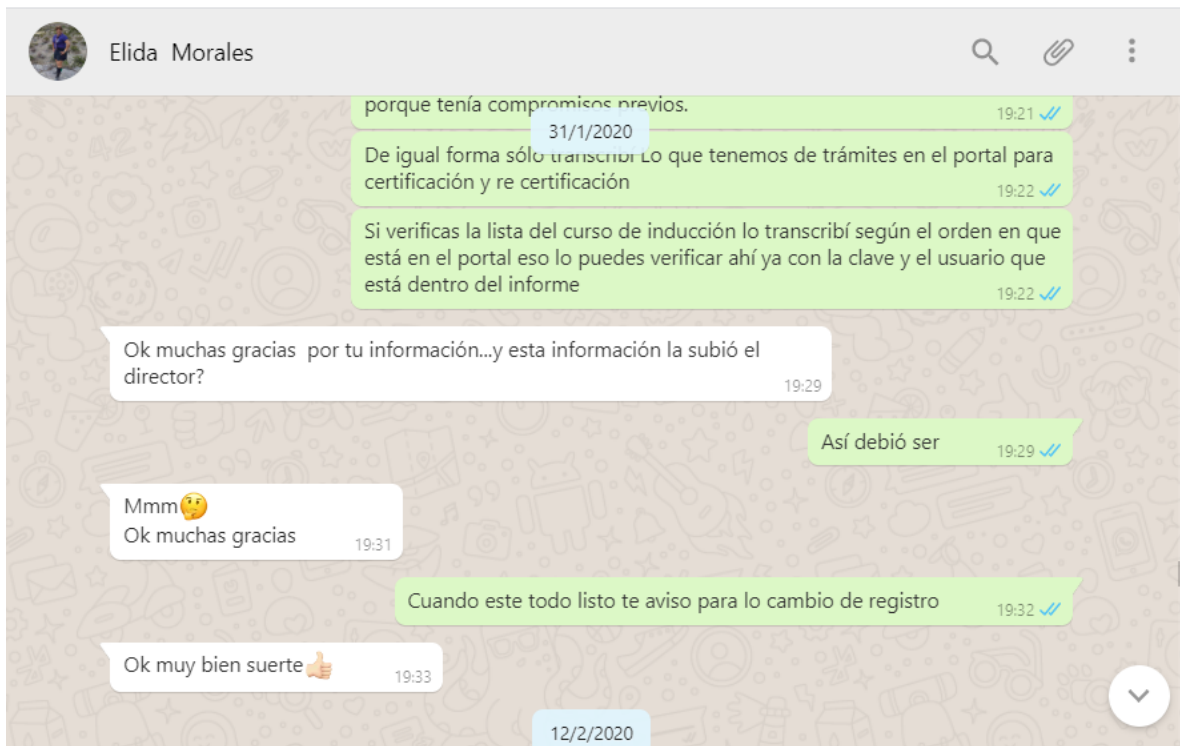 Elida Morales
porque tenía compromisos previos.
19:21
31/1/2020
De igual forma sólo transcribí Lo que tenemos de trámites en el portal para
certificación y re certificación
19:22
Si verificas la lista del curso de inducción lo transcribí según el orden en que
está en el portal eso lo puedes verificar ahí ya con la clave y el usuario que
está dentro del informe
19:22
Ok muchas gracias por tu información...y esta información la subió el
director?
19:29
Así debió ser
19:29
Mmm🤔
Ok muchas gracias
19:31
Cuando este todo listo te aviso para lo cambio de registro
19:32
Ok muy bien suerte👍🏻
19:33
12/2/2020